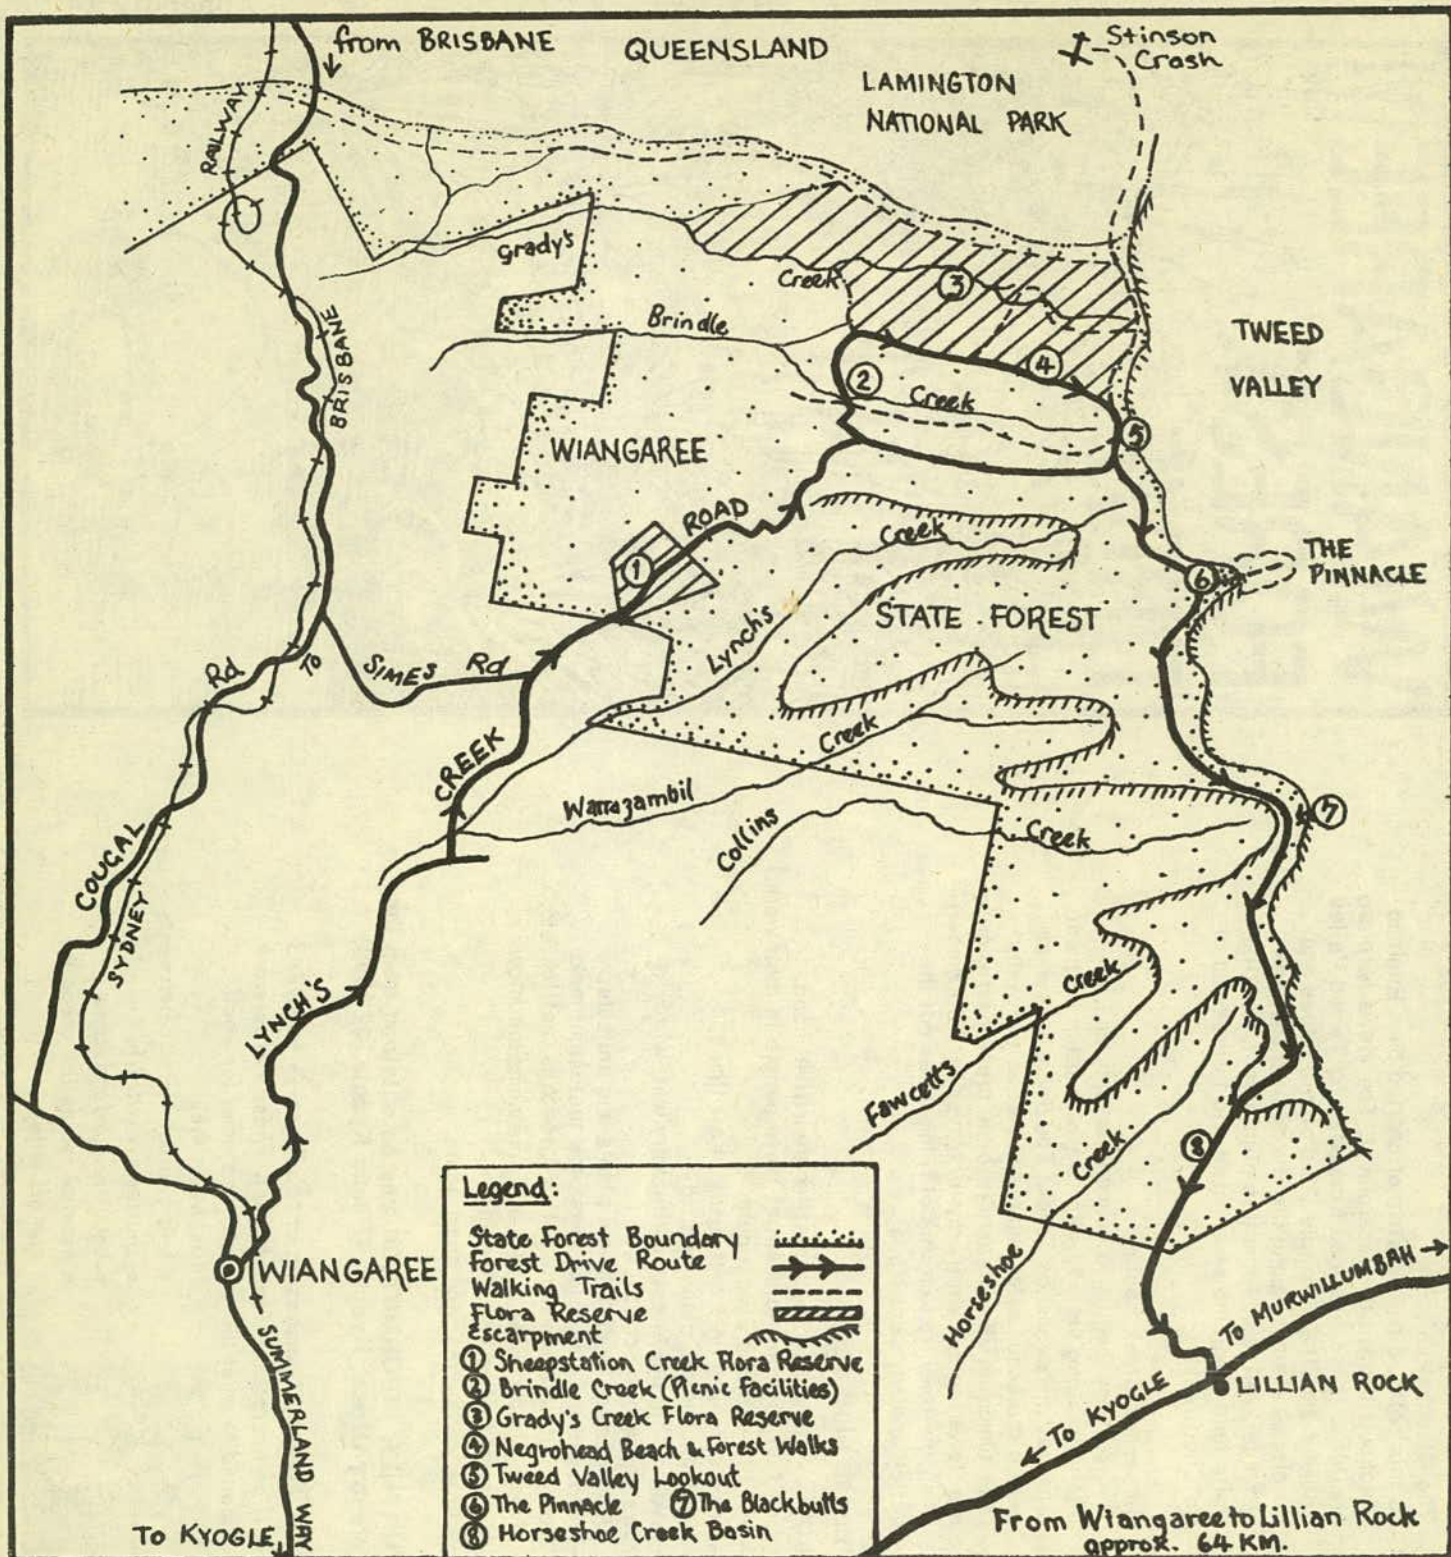 from BRISBANE
QUEENSLAND
Stinson
Crash
LAMINGTON
NATIONAL PARK
RAILWAY
Grady's
Creek
3
Brindle
TWEED
VALLEY
BRISBANE
4
2
Creek
5
WIANGAREE
ROAD
Creek
1
THE
PINNACLE
6
STATE FOREST
Lynch's
Rd
To
SIMES Rd
Creek
CREEK
Warrazambil
Collins
Creek
7
COUGAL
SYDNEY
Creek
LYNCH'S
Fawcetts
Creek
8
Legend:
State Forest Boundary
Forest Drive Route
Walking Trails
Flora Reserve
Escarpment
1 Sheepstation Creek Flora Reserve
2 Brindle Creek (Picnic Facilities)
3 Grady's Creek Flora Reserve
4 Negrohead Beach & Forest Walks
5 Tweed Valley Lookout
6 The Pinnacle 7 The Blackbutts
8 Horseshoe Creek Basin
WIANGAREE
Horseshoe
To MURWILLUMBAH
SUMMERLAND WAY
To KYOGLE
LILLIAN ROCK
To KYOGLE
From Wiangaree to Lillian Rock
approx. 64 KM.